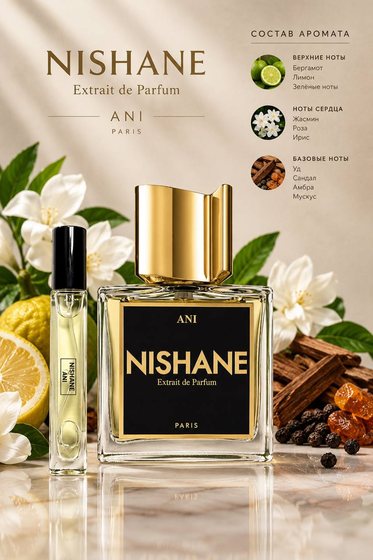 NISHANE
Extrait de Parfum
ANI
PARIS
СОСТАВ АРОМАТА
ВЕРХНИЕ НОТЫ
Бергамот
Лимон
Зелёные ноты
НОТЫ СЕРДЦА
Жасмин
Роза
Ирис
БАЗОВЫЕ НОТЫ
Уд
Сандал
Амбра
Мускус
NISHANE
ANI
ANI
NISHANE
Extrait de Parfum
PARIS